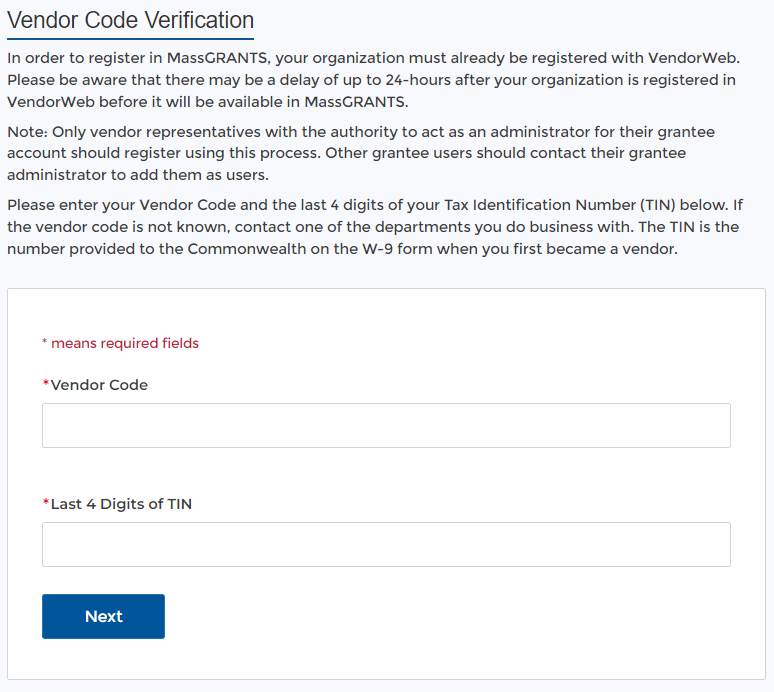 Vendor Code Verification
In order to register in MassGRANTS, your organization must already be registered with VendorWeb.
Please be aware that there may be a delay of up to 24-hours after your organization is registered in
VendorWeb before it will be available in MassGRANTS.
Note: Only vendor representatives with the authority to act as an administrator for their grantee
account should register using this process. Other grantee users should contact their grantee
administrator to add them as users.
Please enter your Vendor Code and the last 4 digits of your Tax Identification Number (TIN) below. If
the vendor code is not known, contact one of the departments you do business with. The TIN is the
number provided to the Commonwealth on the W-9 form when you first became a vendor.
* means required fields
*Vendor Code
*Last 4 Digits of TIN
Next